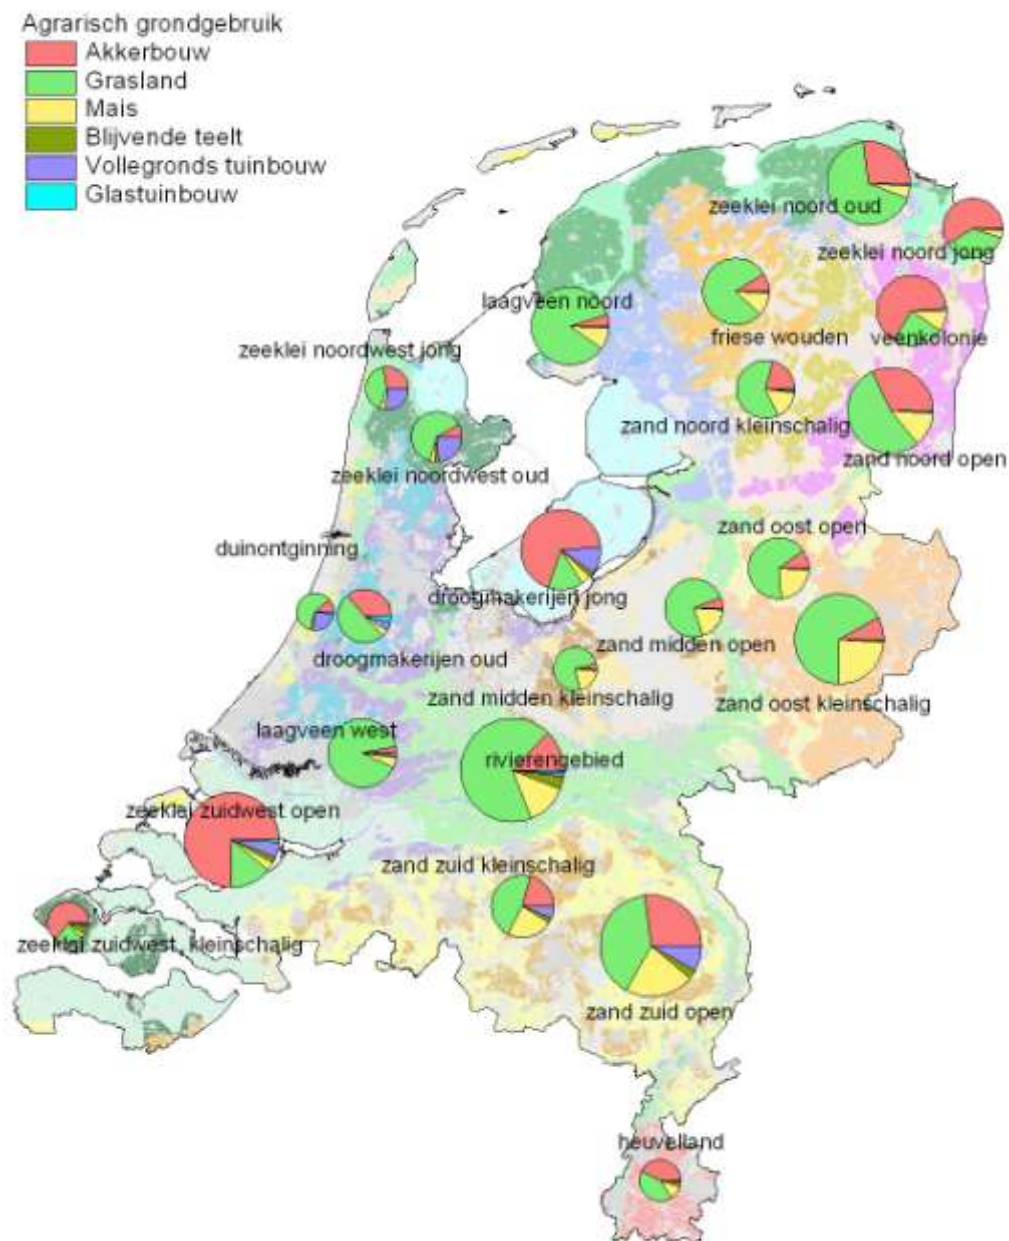 Agrarisch grondgebruik
Akkerbouw
Grasland
Mais
Blijvende teelt
Vollegronds tuinbouw
Glastuinbouw
zeeklei noord oud
zeeklei noord jong
laagveen noord
friese wouden
veenkolonie
zeeklei noordwest jong
zand noord kleinschalig
zand noord open
zeeklei noordwest oud
zand oost open
duinontginning
droogmakerijen jong
zand midden open
droogmakerijen oud
zand midden kleinschalig
zand oost kleinschalig
laagveen west
rivierengebied
zeeklei zuidwest open
zand zuid kleinschalig
zeeklei zuidwest, kleinschalig
zand zuid open
heuvelland